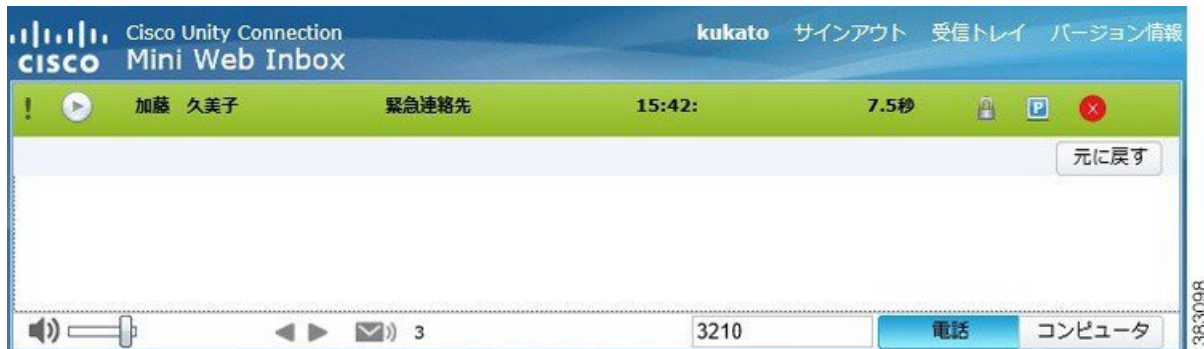 Cisco Unity Connection
kukato サインアウト 受信トレイ バージョン情報
CISCO Mini Web Inbox
! 加藤 久美子 緊急連絡先 15:42: 7.5秒 P X
元に戻す
3 3210 電話 コンピュータ
383098